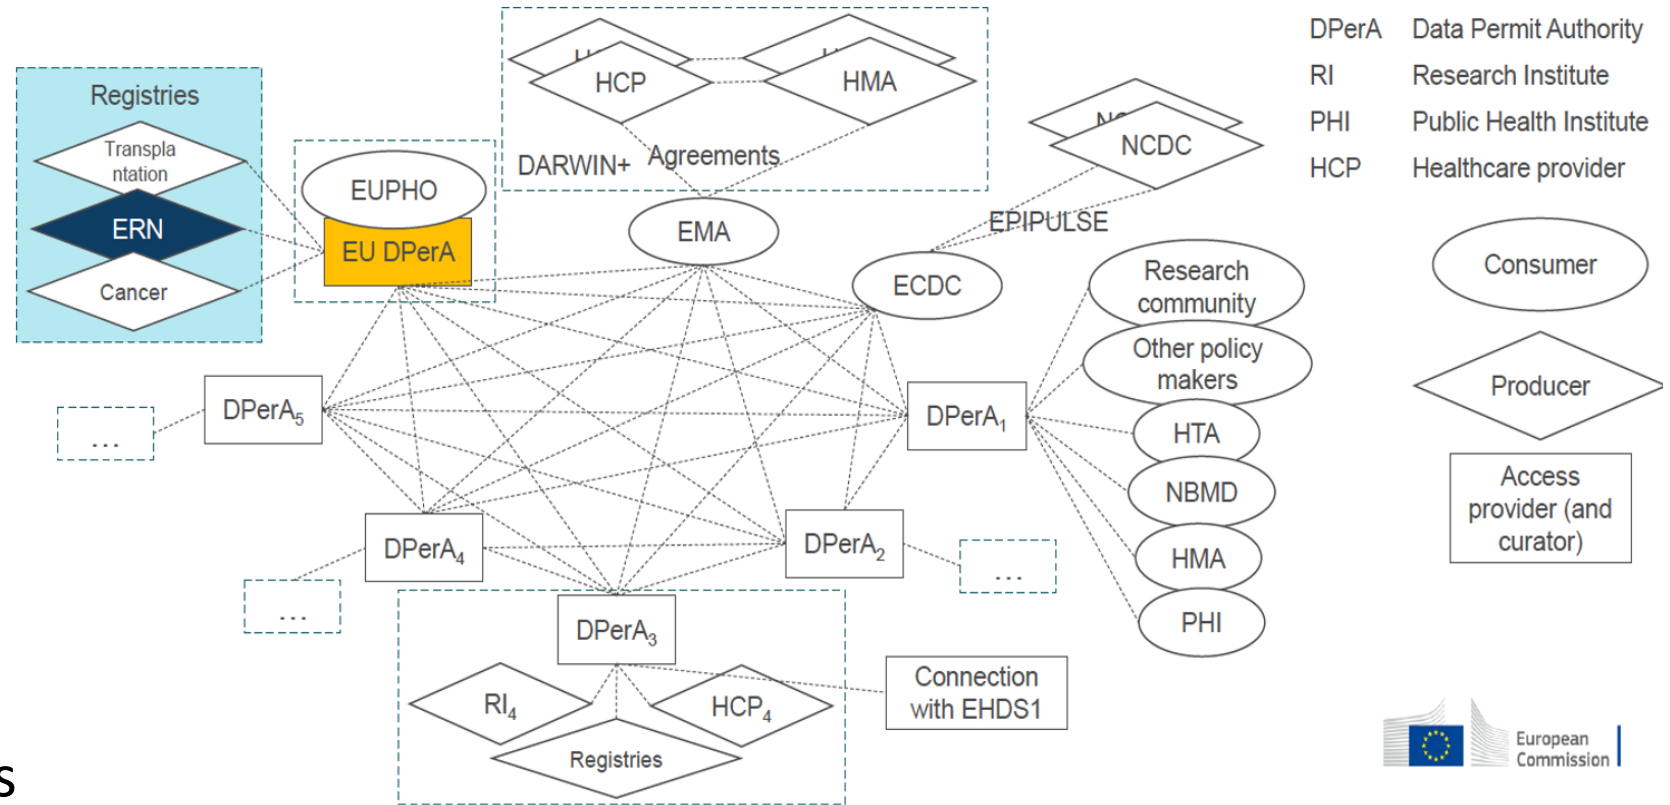 DPerA Data Permit Authority
RI Research Institute
PHI Public Health Institute
HCP Healthcare provider
Registries
Transpla
ntation
ERN
Cancer
EUPHO
EU DPerA
HCP
HMA
DARWIN+
Agreements
EMA
NCDC
EPIPULSE
ECDC
Research
community
Other policy
makers
HTA
NBMD
HMA
PHI
Consumer
Producer
Access
provider (and
curator)
DPerA5
...
DPerA1
DPerA4
...
DPerA2
...
DPerA3
RI4
HCP4
Registries
Connection
with EHDS1
European
Commission
s